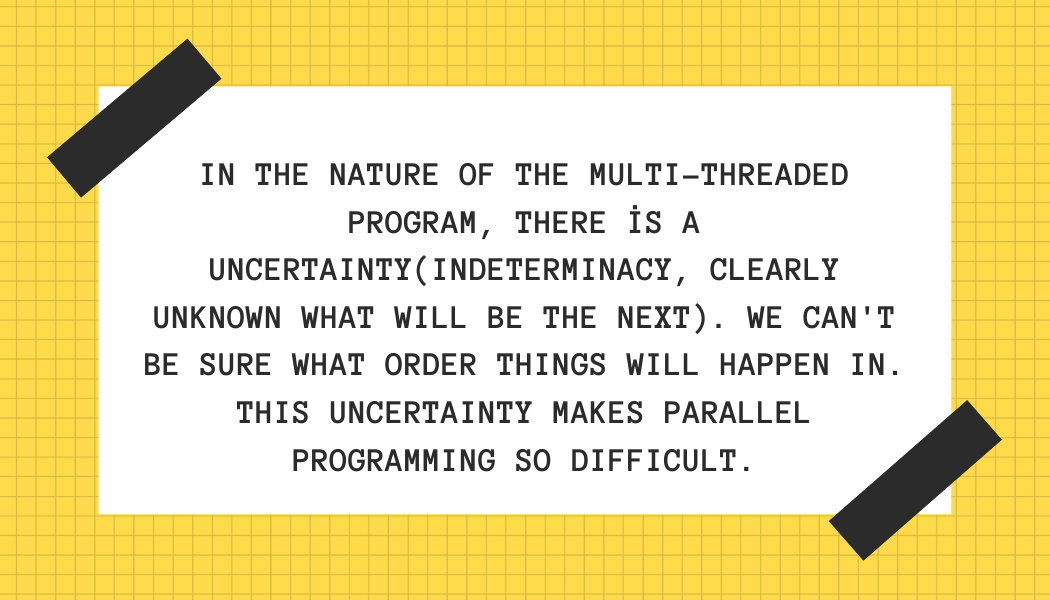 IN THE NATURE OF THE MULTI-THREADED
PROGRAM, THERE İS A
UNCERTAINTY(INDETERMINACY, CLEARLY
UNKNOWN WHAT WILL BE THE NEXT). WE CAN'T
BE SURE WHAT ORDER THINGS WILL HAPPEN IN.
THIS UNCERTAINTY MAKES PARALLEL
PROGRAMMING SO DIFFICULT.